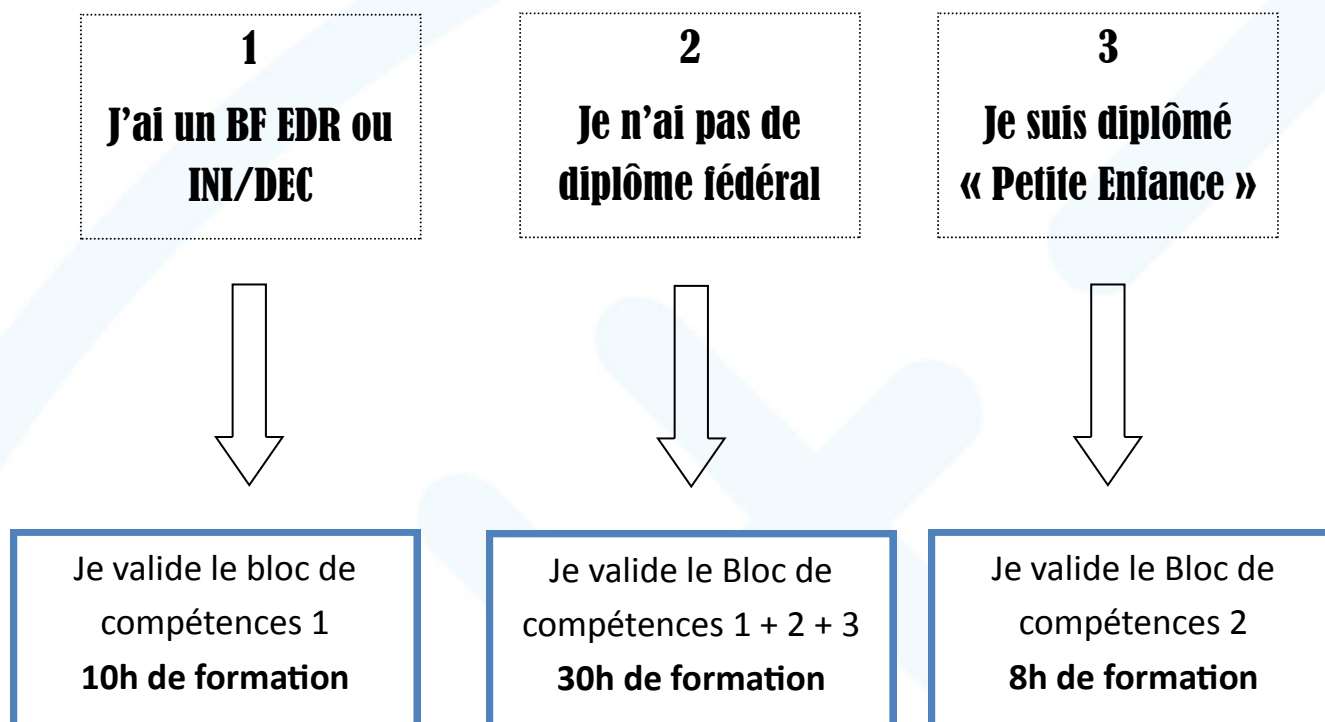 1
J'ai un BF EDR ou
INI/DEC
2
Je n'ai pas de
diplôme fédéral
3
Je suis diplômé
« Petite Enfance »
Je valide le bloc de
compétences 1
10h de formation
Je valide le Bloc de
compétences 1 + 2 + 3
30h de formation
Je valide le Bloc de
compétences 2
8h de formation